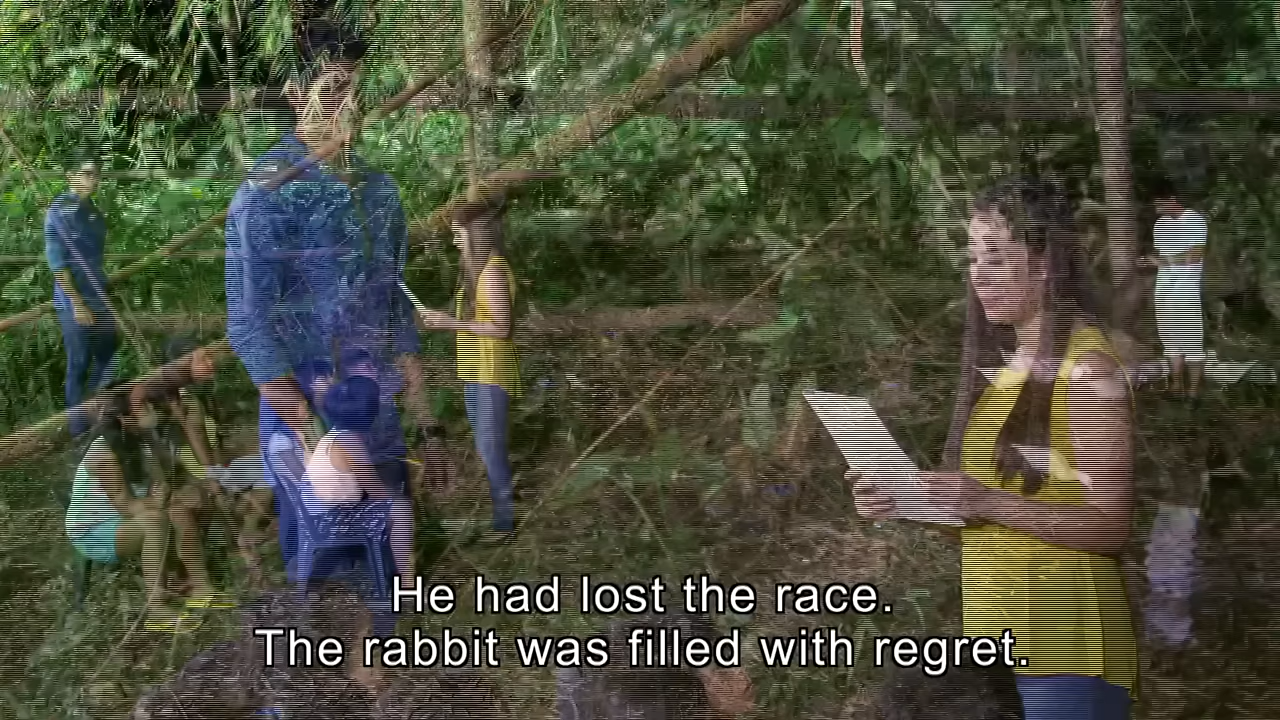 He had lost the race.
The rabbit was filled with regret.